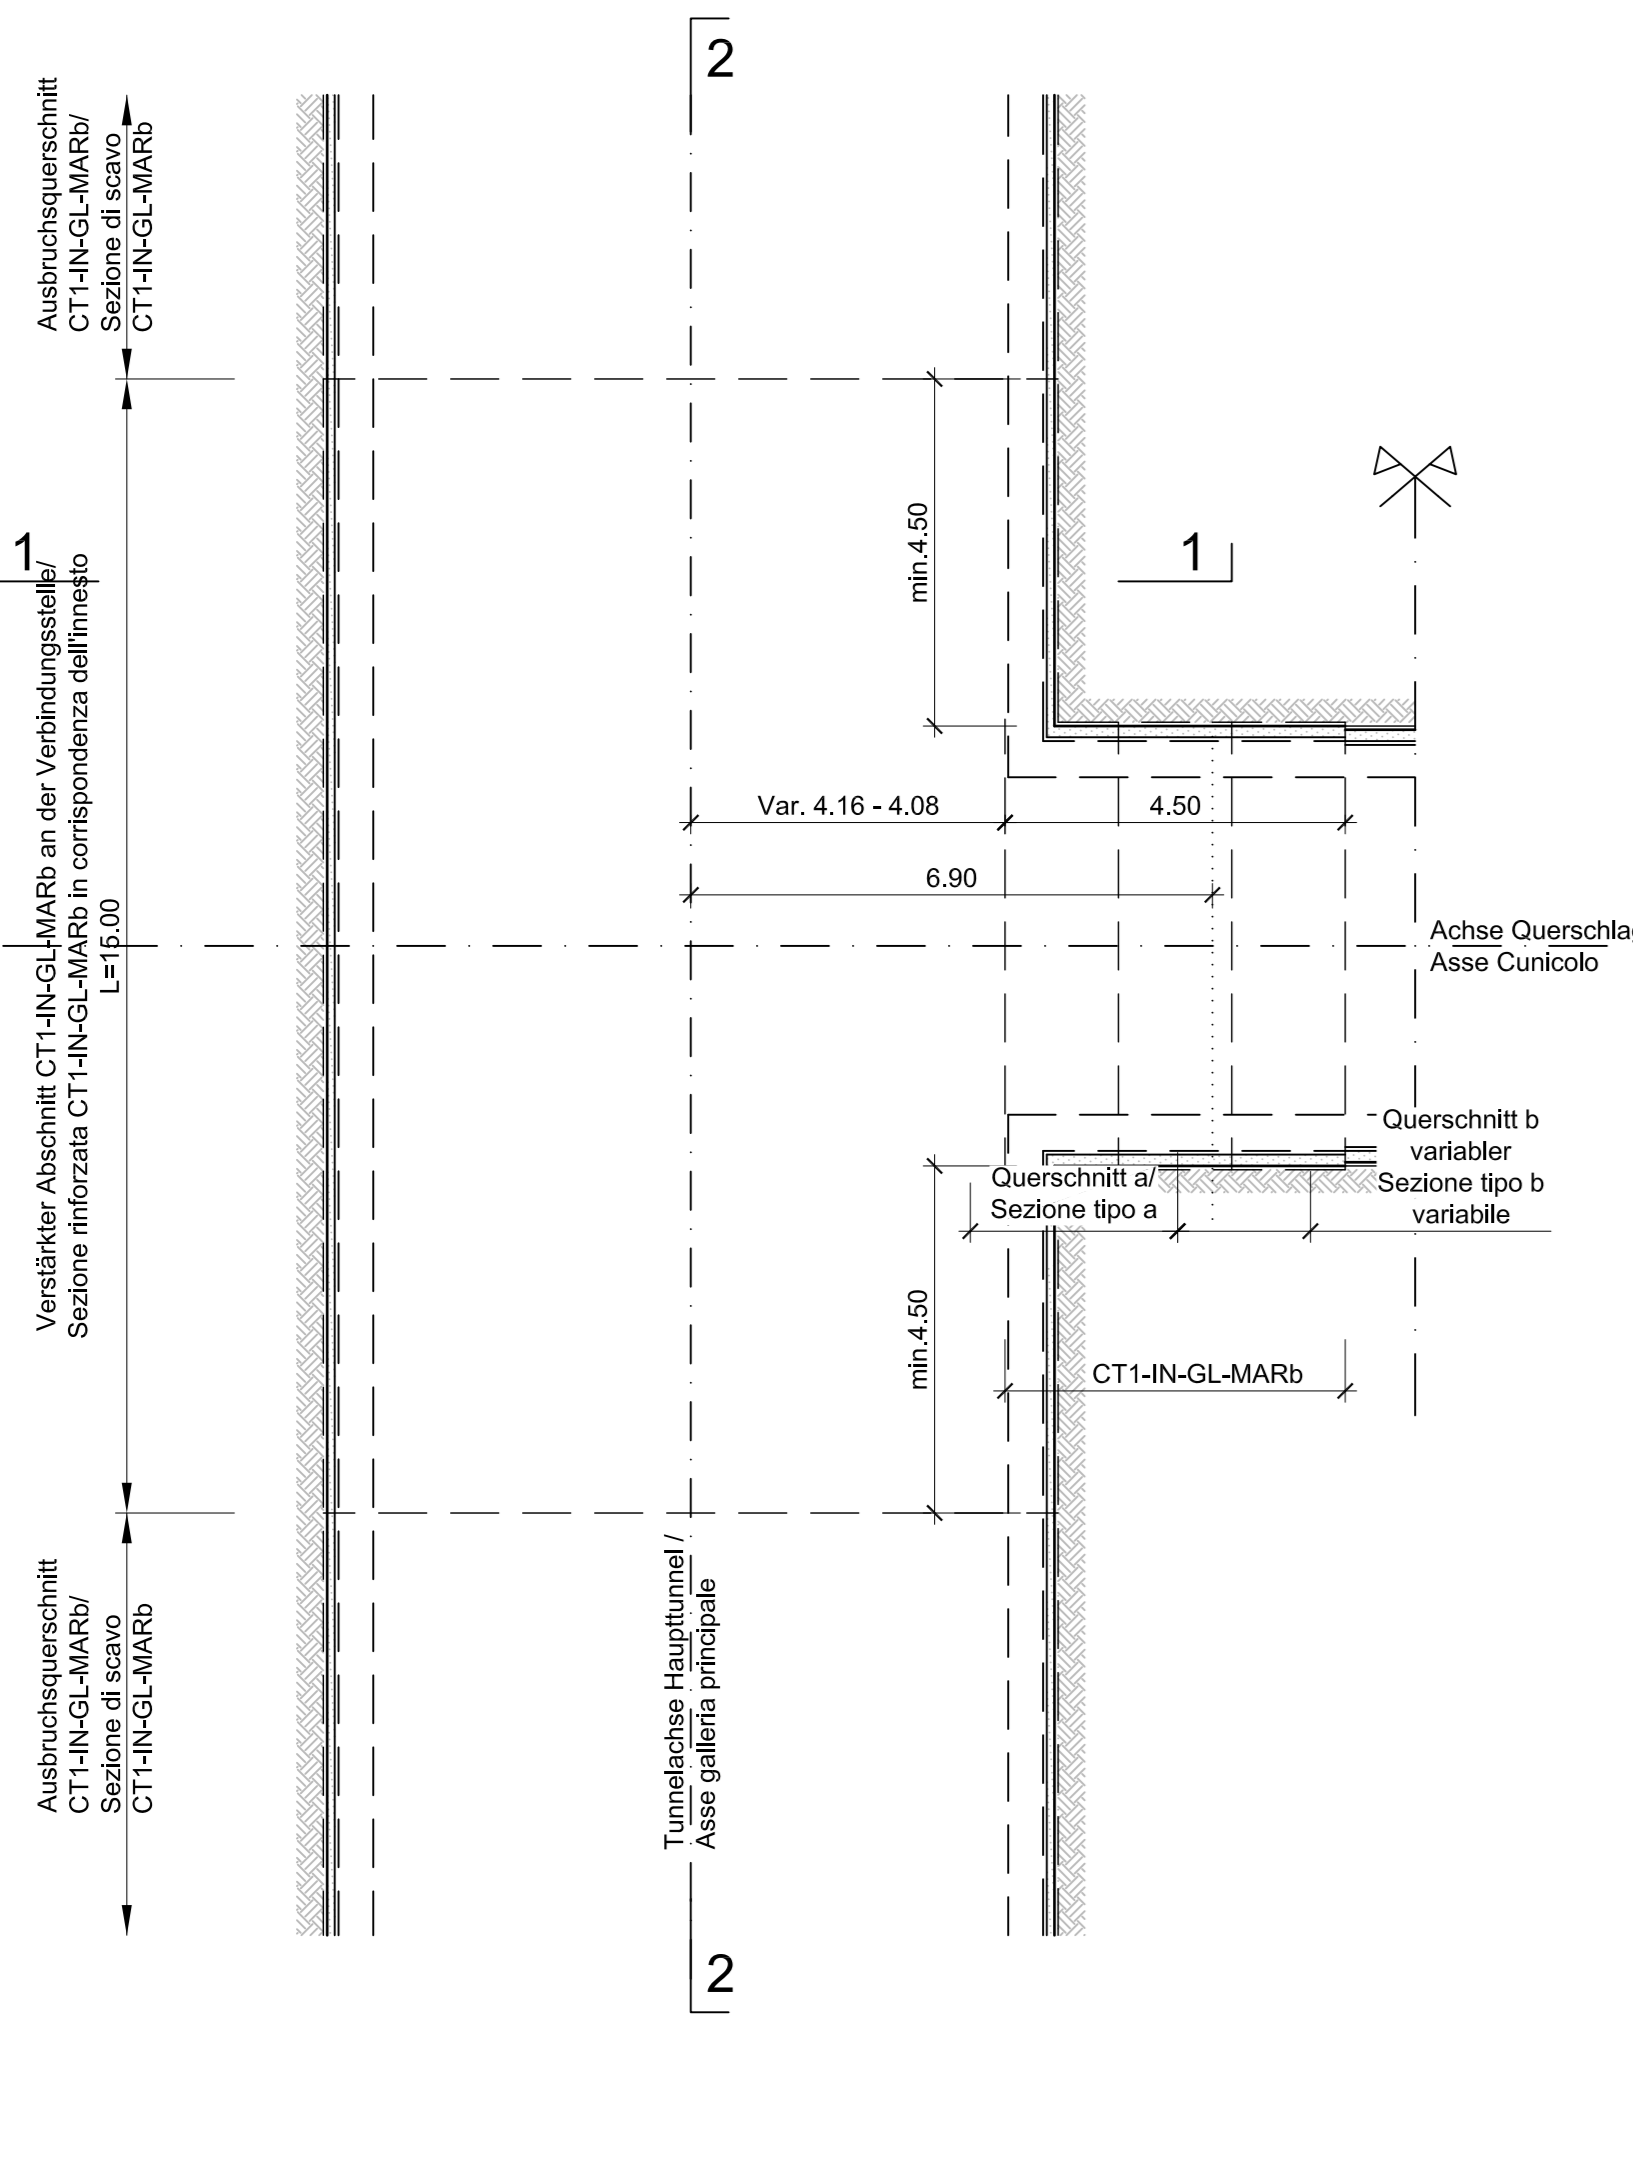 2
Ausbruchsquerschnitt
CT1-IN-GL-MARb/
Sezione di scavo
CT1-IN-GL-MARb
1
1
min.4.50
Verstärkter Abschnitt CT1-IN-GL-MARb an der Verbindungsstelle/
Sezione rinforzata CT1-IN-GL-MARb in corrispondenza dell'innesto
L=15.00
Var. 4.16 - 4.08
4.50
6.90
Achse Querschlag
Asse Cunicolo
Querschnitt b
variabler
Sezione tipo b
variabile
Querschnitt a/
Sezione tipo a
min.4.50
CT1-IN-GL-MARb
Ausbruchsquerschnitt
CT1-IN-GL-MARb/
Sezione di scavo
CT1-IN-GL-MARb
Tunnelachse Haupttunnel /
Asse galleria principale
2